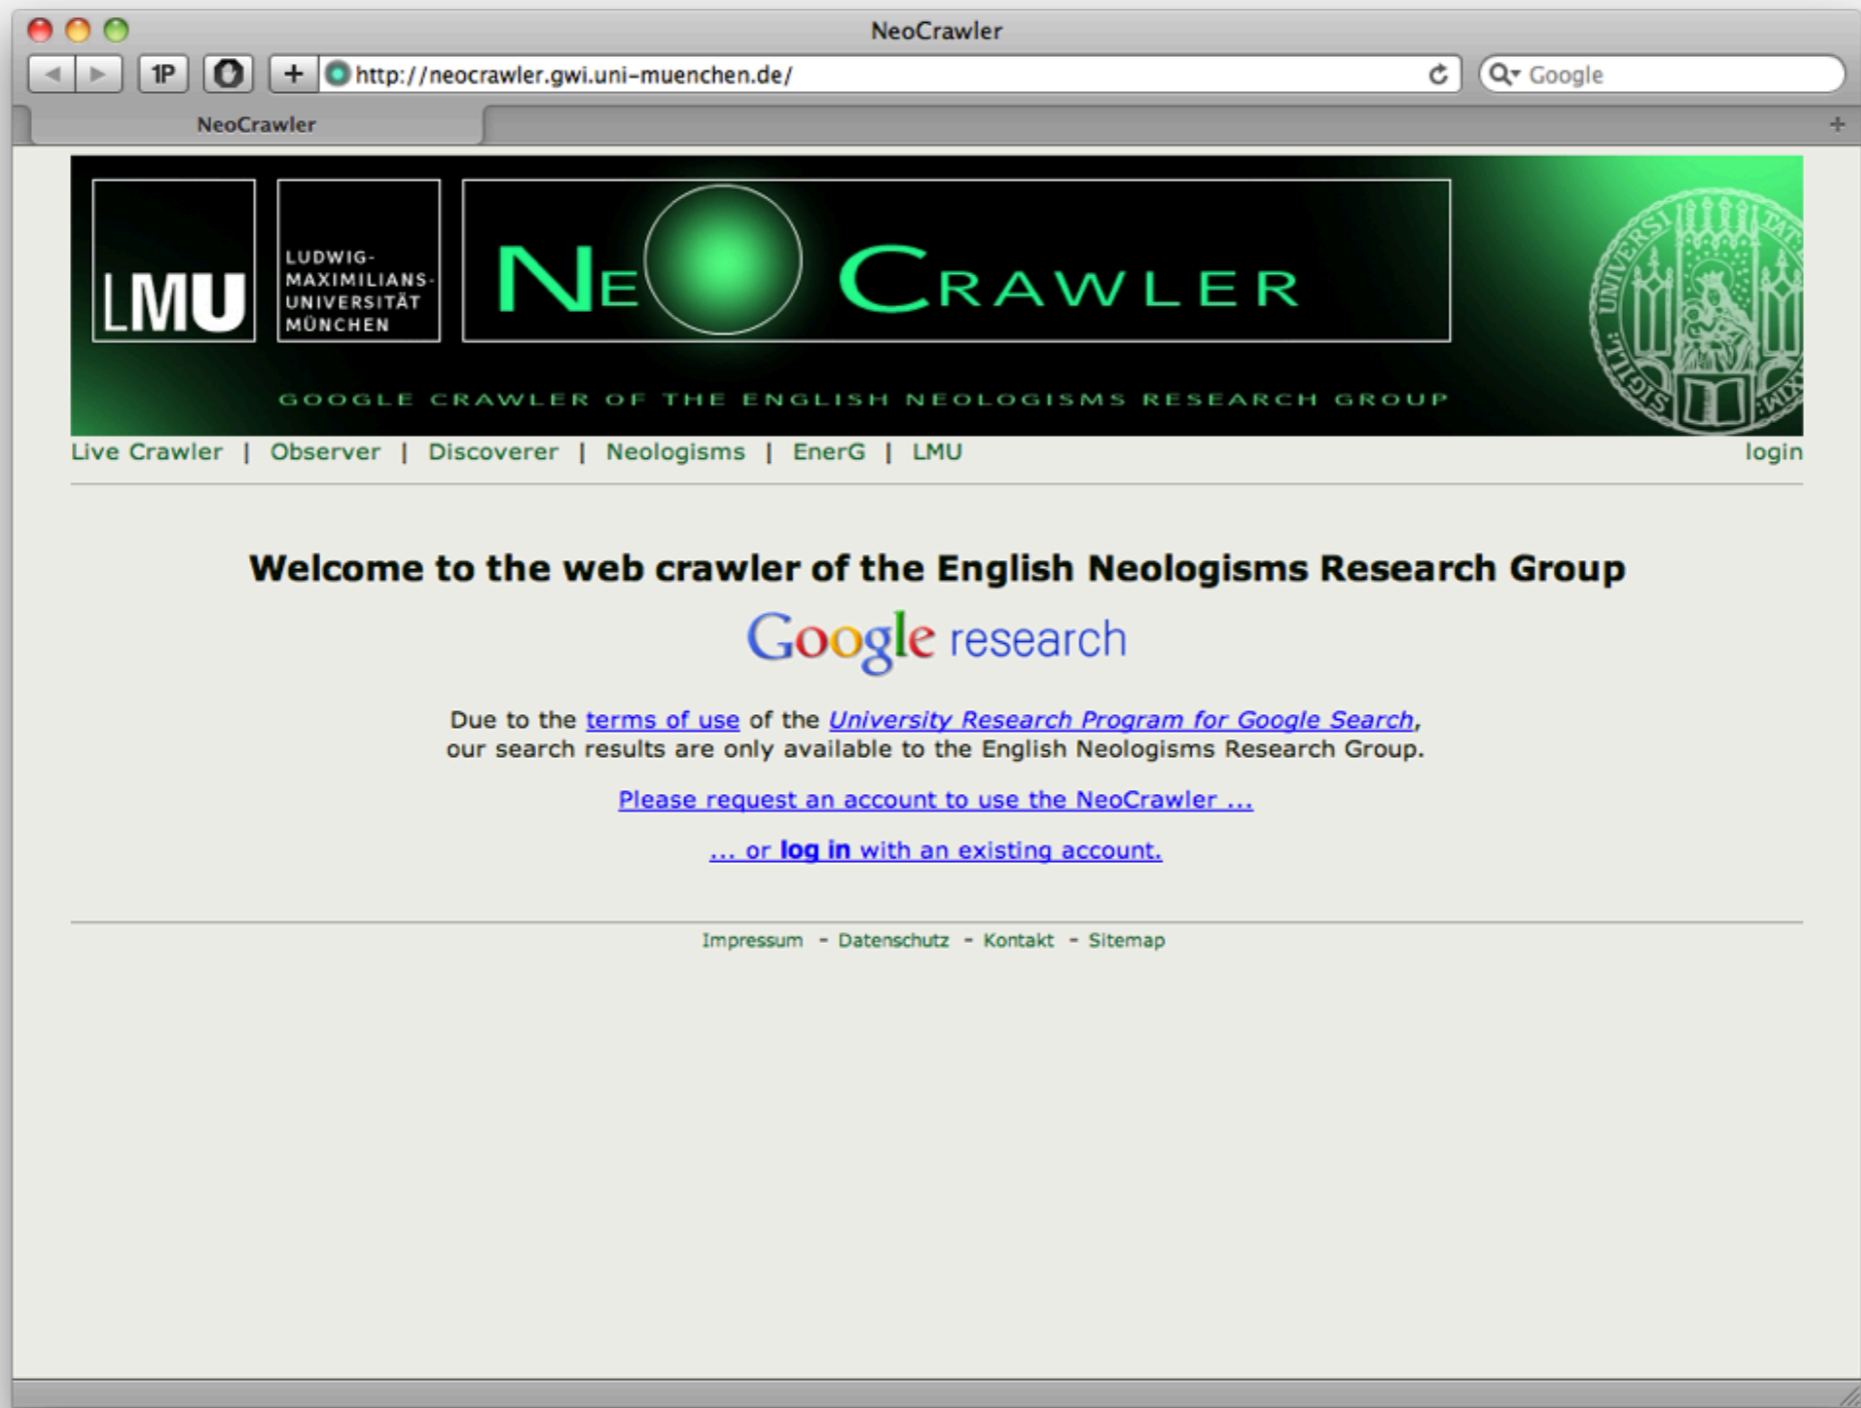 NeoCrawler
1P
http://neocrawler.gwi.uni-muenchen.de/
Google
NeoCrawler
LMU
LUDWIG-
MAXIMILIANS-
UNIVERSITÄT
MÜNCHEN
NEO CRAWLER
GOOGLE CRAWLER OF THE ENGLISH NEOLOGISMS RESEARCH GROUP
Live Crawler | Observer | Discoverer | Neologisms | EnerG | LMU
login
Welcome to the web crawler of the English Neologisms Research Group
Google research
Due to the terms of use of the University Research Program for Google Search,
our search results are only available to the English Neologisms Research Group.
Please request an account to use the NeoCrawler ...
... or log in with an existing account.
Impressum - Datenschutz - Kontakt - Sitemap